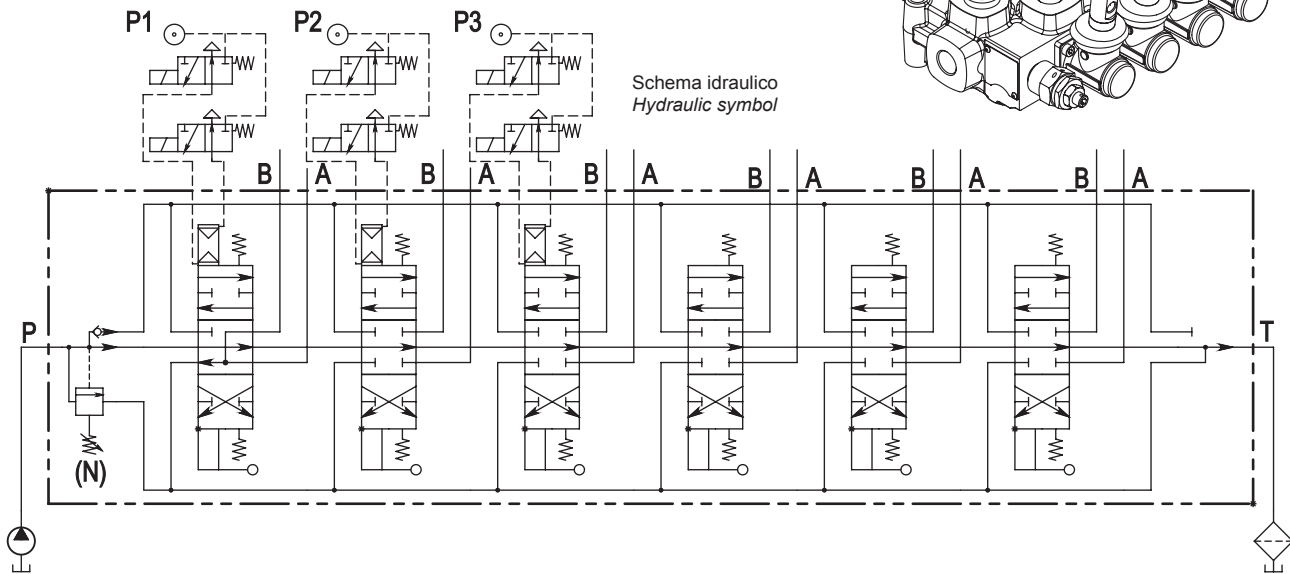 P1
P2
P3
Schema idraulico
Hydraulic symbol
B A B A B A B A B A B A
P
T
(N)